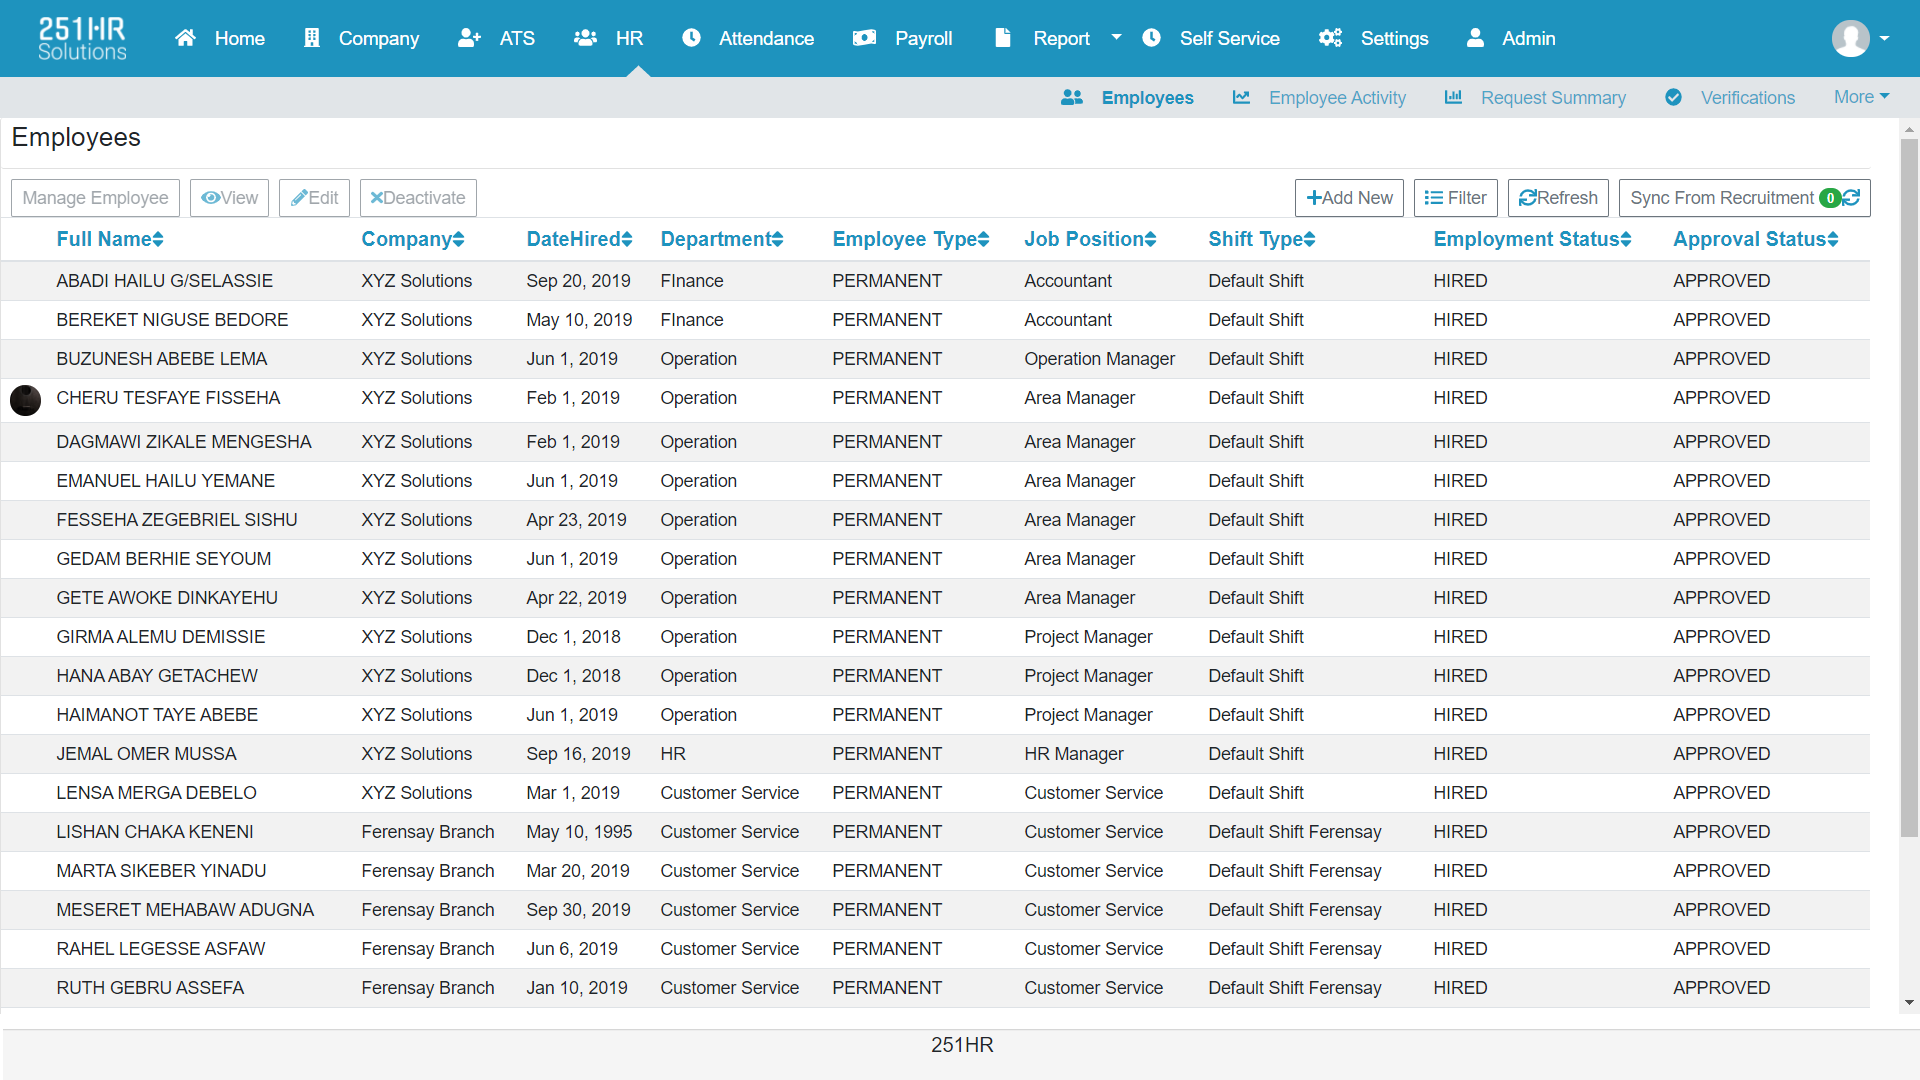 251HR Solutions
Home Company ATS HR Attendance Payroll Report Self Service Settings Admin
Employees Employee Activity Request Summary Verifications More
Employees
Manage Employee View Edit Deactivate Add New Filter Refresh Sync From Recruitment 0
Full Name Company DateHired Department Employee Type Job Position Shift Type Employment Status Approval Status
ABADI HAILU G/SELASSIE XYZ Solutions Sep 20, 2019 FInance PERMANENT Accountant Default Shift HIRED APPROVED
BEREKET NIGUSE BEDORE XYZ Solutions May 10, 2019 FInance PERMANENT Accountant Default Shift HIRED APPROVED
BUZUNESH ABEBE LEMA XYZ Solutions Jun 1, 2019 Operation PERMANENT Operation Manager Default Shift HIRED APPROVED
CHERU TESFAYE FISSEHA XYZ Solutions Feb 1, 2019 Operation PERMANENT Area Manager Default Shift HIRED APPROVED
DAGMAWI ZIKALE MENGESHA XYZ Solutions Feb 1, 2019 Operation PERMANENT Area Manager Default Shift HIRED APPROVED
EMANUEL HAILU YEMANE XYZ Solutions Jun 1, 2019 Operation PERMANENT Area Manager Default Shift HIRED APPROVED
FESSEHA ZEGEBRIEL SISHU XYZ Solutions Apr 23, 2019 Operation PERMANENT Area Manager Default Shift HIRED APPROVED
GEDAM BERHIE SEYOUM XYZ Solutions Jun 1, 2019 Operation PERMANENT Area Manager Default Shift HIRED APPROVED
GETE AWOKE DINKAYEHU XYZ Solutions Apr 22, 2019 Operation PERMANENT Area Manager Default Shift HIRED APPROVED
GIRMA ALEMU DEMISSIE XYZ Solutions Dec 1, 2018 Operation PERMANENT Project Manager Default Shift HIRED APPROVED
HANA ABAY GETACHEW XYZ Solutions Dec 1, 2018 Operation PERMANENT Project Manager Default Shift HIRED APPROVED
HAIMANOT TAYE ABEBE XYZ Solutions Jun 1, 2019 Operation PERMANENT Project Manager Default Shift HIRED APPROVED
JEMAL OMER MUSSA XYZ Solutions Sep 16, 2019 HR PERMANENT HR Manager Default Shift HIRED APPROVED
LENSA MERGA DEBELO XYZ Solutions Mar 1, 2019 Customer Service PERMANENT Customer Service Default Shift HIRED APPROVED
LISHAN CHAKA KENENI Ferensay Branch May 10, 1995 Customer Service PERMANENT Customer Service Default Shift Ferensay HIRED APPROVED
MARTA SIKEBER YINADU Ferensay Branch Mar 20, 2019 Customer Service PERMANENT Customer Service Default Shift Ferensay HIRED APPROVED
MESERET MEHABAW ADUGNA Ferensay Branch Sep 30, 2019 Customer Service PERMANENT Customer Service Default Shift Ferensay HIRED APPROVED
RAHEL LEGESSE ASFAW Ferensay Branch Jun 6, 2019 Customer Service PERMANENT Customer Service Default Shift Ferensay HIRED APPROVED
RUTH GEBRU ASSEFA Ferensay Branch Jan 10, 2019 Customer Service PERMANENT Customer Service Default Shift Ferensay HIRED APPROVED
251HR